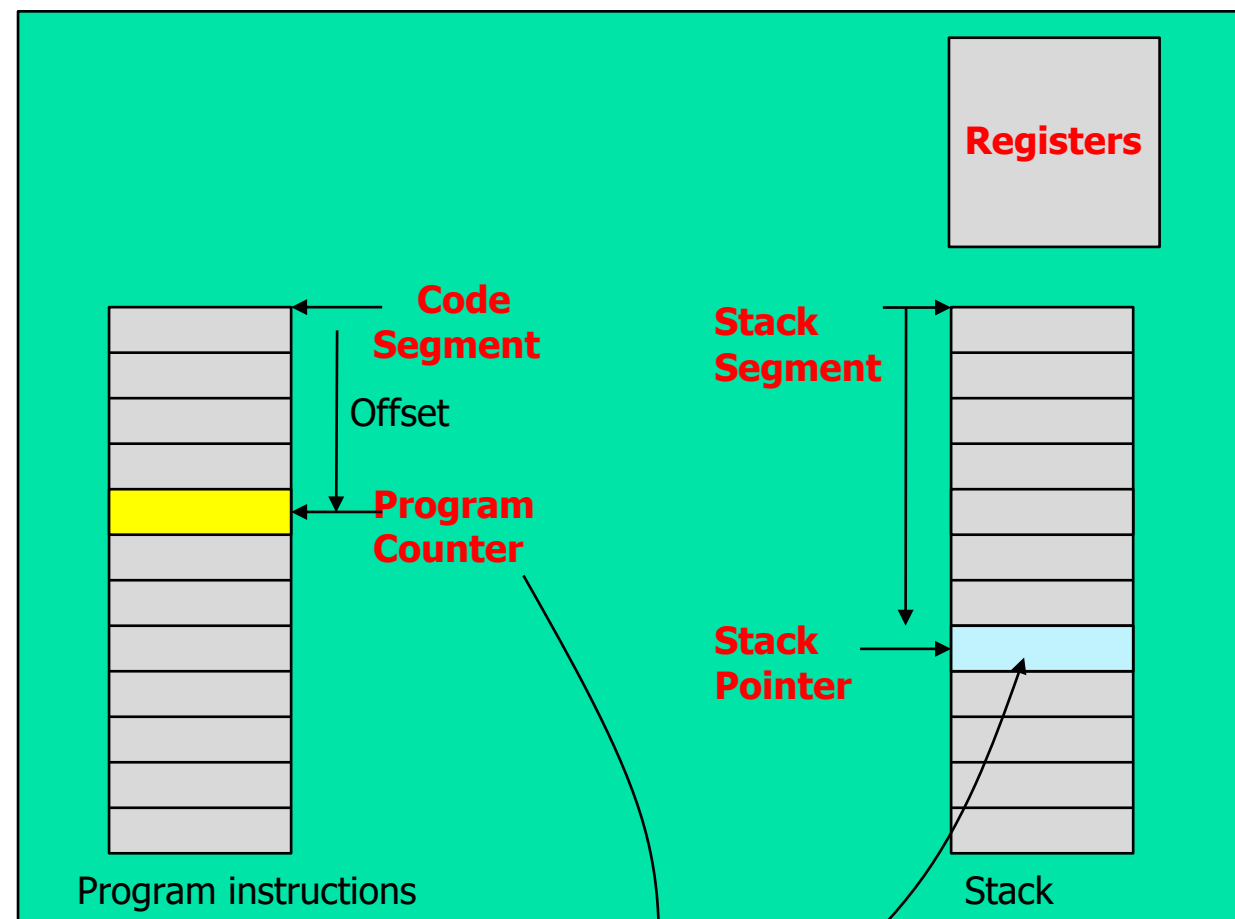 Registers
Code
Segment
Offset
Program
Counter
Stack
Segment
Stack
Pointer
Program instructions
Stack